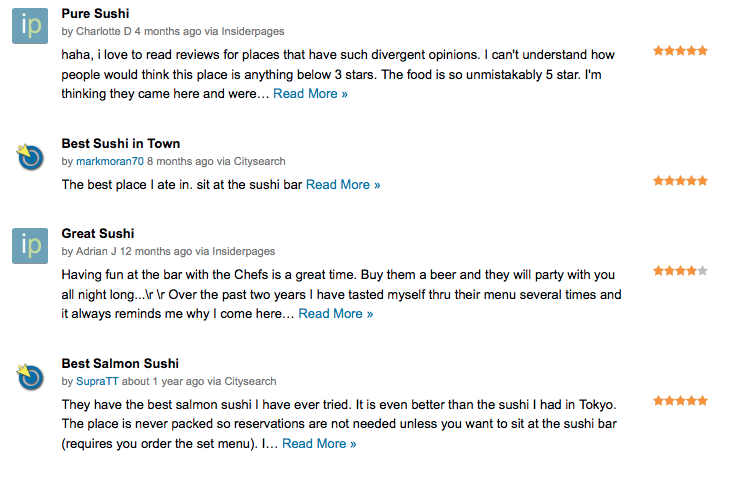 ip
Pure Sushi
by Charlotte D 4 months ago via Insiderpages
haha, i love to read reviews for places that have such divergent opinions. I can't understand how
people would think this place is anything below 3 stars. The food is so unmistakably 5 star. I'm
thinking they came here and were… Read More »
Best Sushi in Town
by markmoran70 8 months ago via Citysearch
The best place I ate in. sit at the sushi bar Read More »
ip
Great Sushi
by Adrian J 12 months ago via Insiderpages
Having fun at the bar with the Chefs is a great time. Buy them a beer and they will party with you
all night long...\r \r Over the past two years I have tasted myself thru their menu several times and
it always reminds me why I come here… Read More »
Best Salmon Sushi
by SupraTT about 1 year ago via Citysearch
They have the best salmon sushi I have ever tried. It is even better than the sushi I had in Tokyo.
The place is never packed so reservations are not needed unless you want to sit at the sushi bar
(requires you order the set menu). I… Read More »